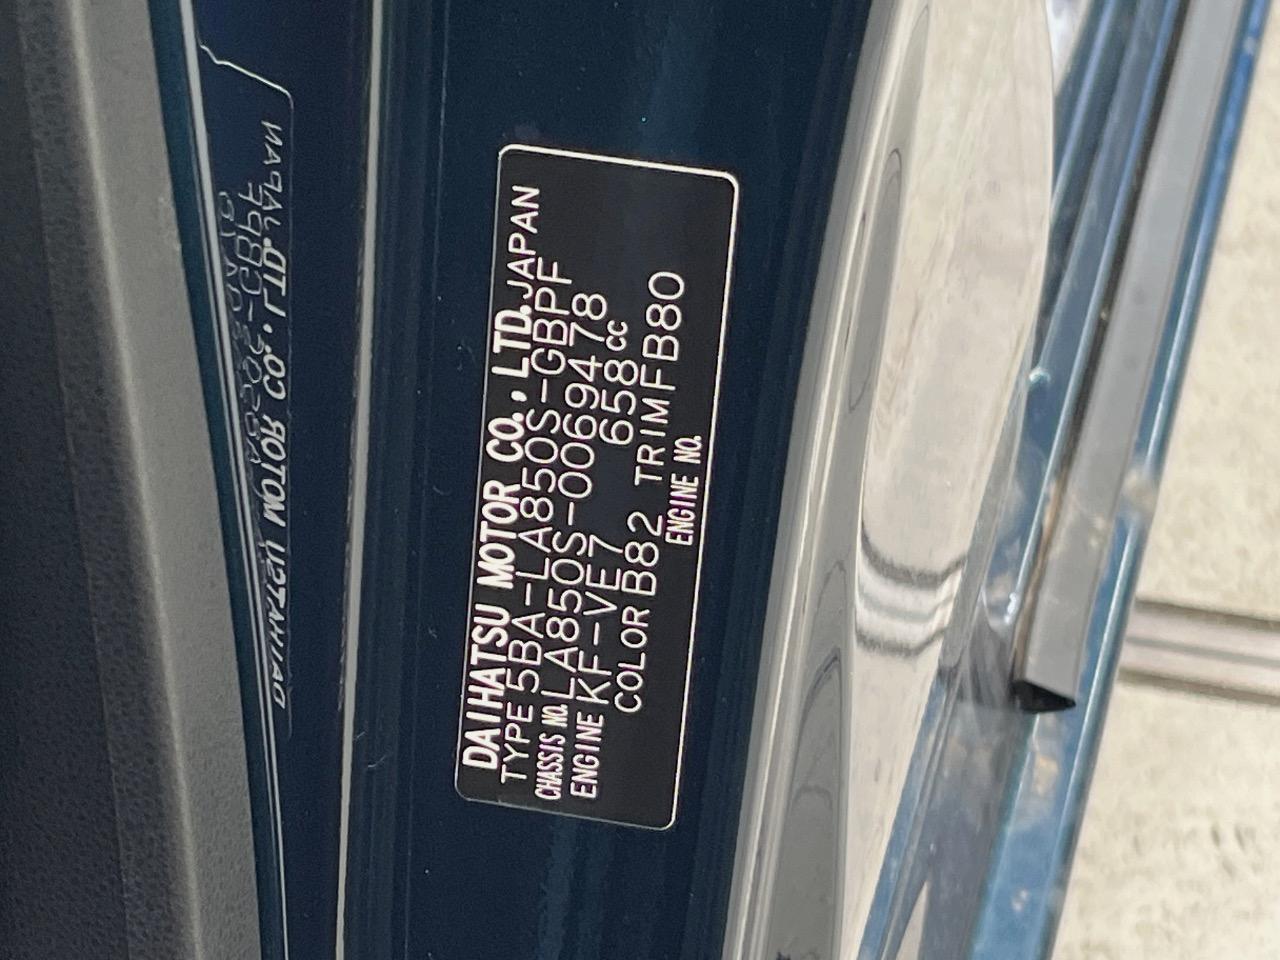 DAIHATSU MOTOR CO., LTD. JAPAN
TYPE 5BA-LA850S-GBPF
CHASSIS NO. LA850S-0069478
ENGINE KF-VE7 658cc
COLOR B82 TRIM FB80
ENGINE NO.